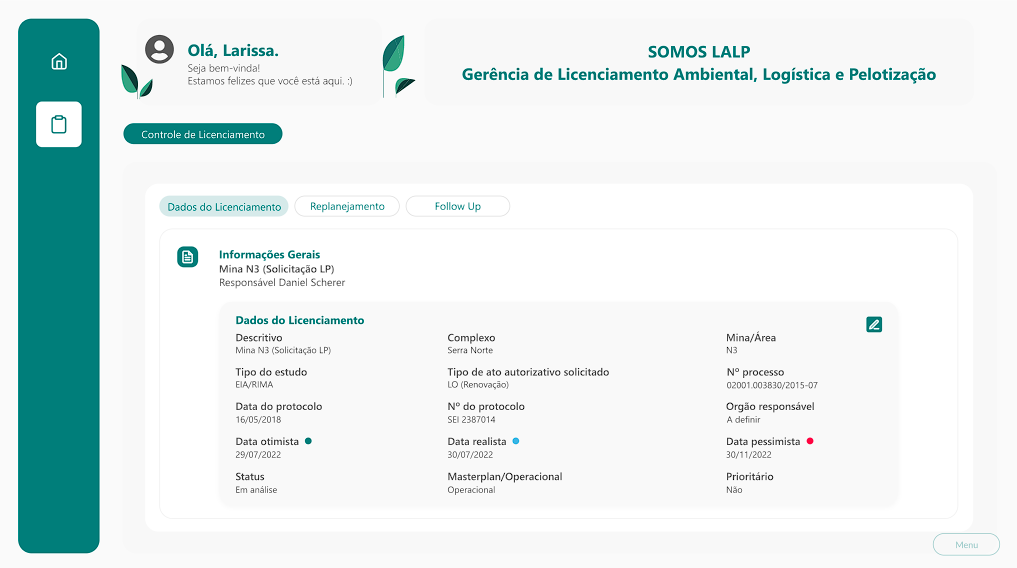 Olá, Larissa.
Seja bem-vinda!
Estamos felizes que você está aqui. :)
SOMOS LALP
Gerência de Licenciamento Ambiental, Logística e Pelotização
Controle de Licenciamento
Dados do Licenciamento
Replanejamento
Follow Up
Informações Gerais
Mina N3 (Solicitação LP)
Responsável Daniel Scherer
Dados do Licenciamento
Descritivo
Mina N3 (Solicitação LP)
Complexo
Serra Norte
Mina/Área
N3
Tipo do estudo
EIA/RIMA
Tipo de ato autorizativo solicitado
LO (Renovação)
Nº processo
02001.003830/2015-07
Data do protocolo
16/05/2018
Nº do protocolo
SEI 2387014
Orgão responsável
A definir
Data otimista
29/07/2022
Data realista
30/07/2022
Data pessimista
30/11/2022
Status
Em análise
Masterplan/Operacional
Operacional
Prioritário
Não
Menu